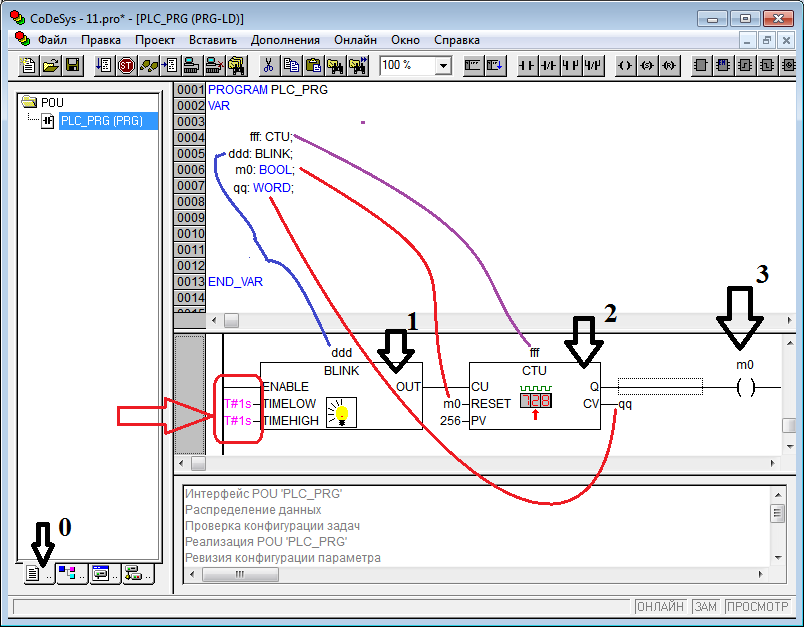 CoDeSys - 11.pro* - [PLC_PRG (PRG-LD)]
Файл Правка Проект Вставить Дополнения Онлайн Окно Справка
100 %
POU
PLC_PRG (PRG)
0001 PROGRAM PLC_PRG
0002 VAR
0003
0004 fff: CTU;
0005 ddd: BLINK;
0006 m0: BOOL;
0007 qq: WORD;
0008
0009
0010
0011
0012
0013 END_VAR
0014
1
2
3
ddd
fff
m0
BLINK
CTU
ENABLE OUT
CU Q
T#1s TIMELOW
m0 RESET CV qq
T#1s TIMEHIGH
256 PV
128
Интерфейс POU 'PLC_PRG'
Распределение данных
Проверка конфигурации задач
Реализация POU 'PLC_PRG'
Ревизия конфигурации параметра
0
ОНЛАЙН ЗАМ ПРОСМОТР